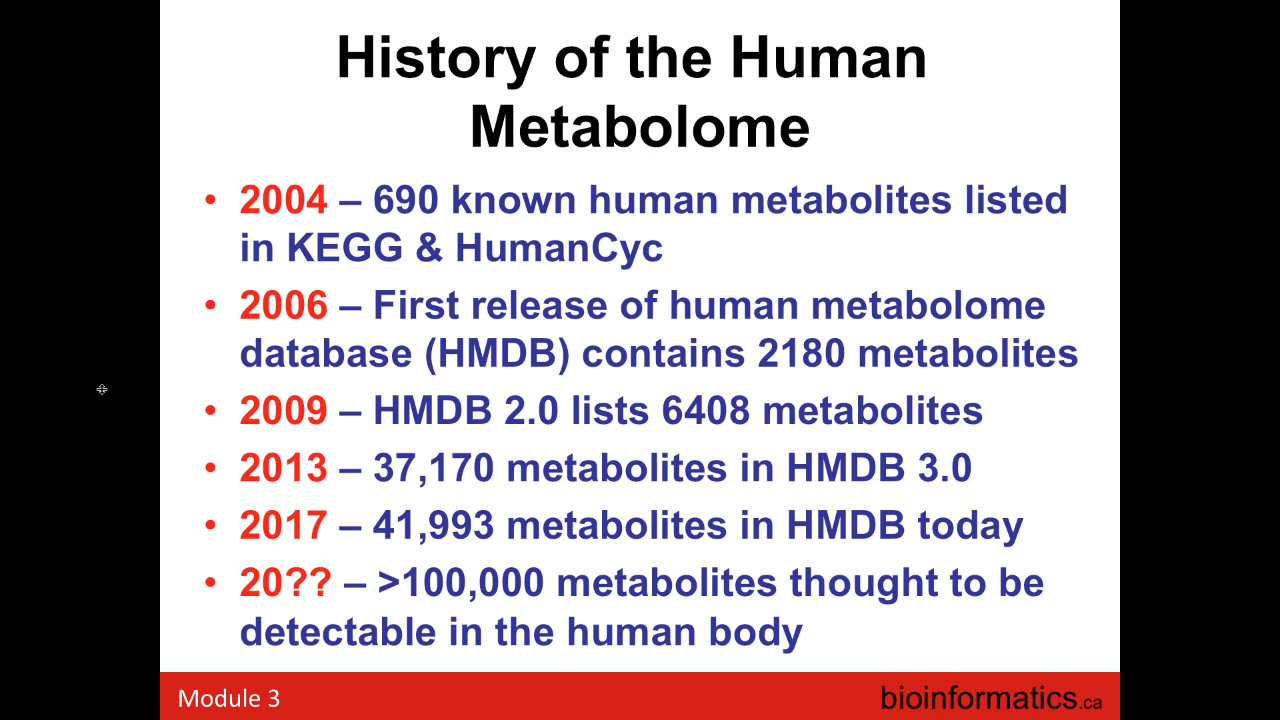 History of the Human
Metabolome
• 2004 – 690 known human metabolites listed
in KEGG & HumanCyc
• 2006 – First release of human metabolome
database (HMDB) contains 2180 metabolites
• 2009 – HMDB 2.0 lists 6408 metabolites
• 2013 – 37,170 metabolites in HMDB 3.0
• 2017 – 41,993 metabolites in HMDB today
• 20?? – >100,000 metabolites thought to be
detectable in the human body
Module 3
bioinformatics.ca